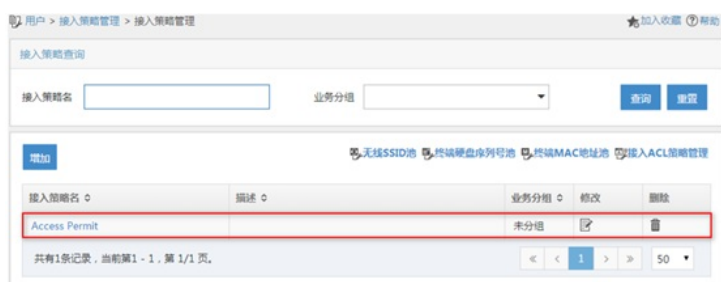 用户 > 接入策略管理 > 接入策略管理 加入收藏 帮助
接入策略查询
接入策略名 业务分组 查询 重置
增加 无线SSID池 终端硬盘序列号池 终端MAC地址池 接入ACL策略管理
接入策略名 描述 业务分组 修改 删除
Access Permit 未分组
共有1条记录，当前第1 - 1，第 1/1 页。 « < 1 > » 50